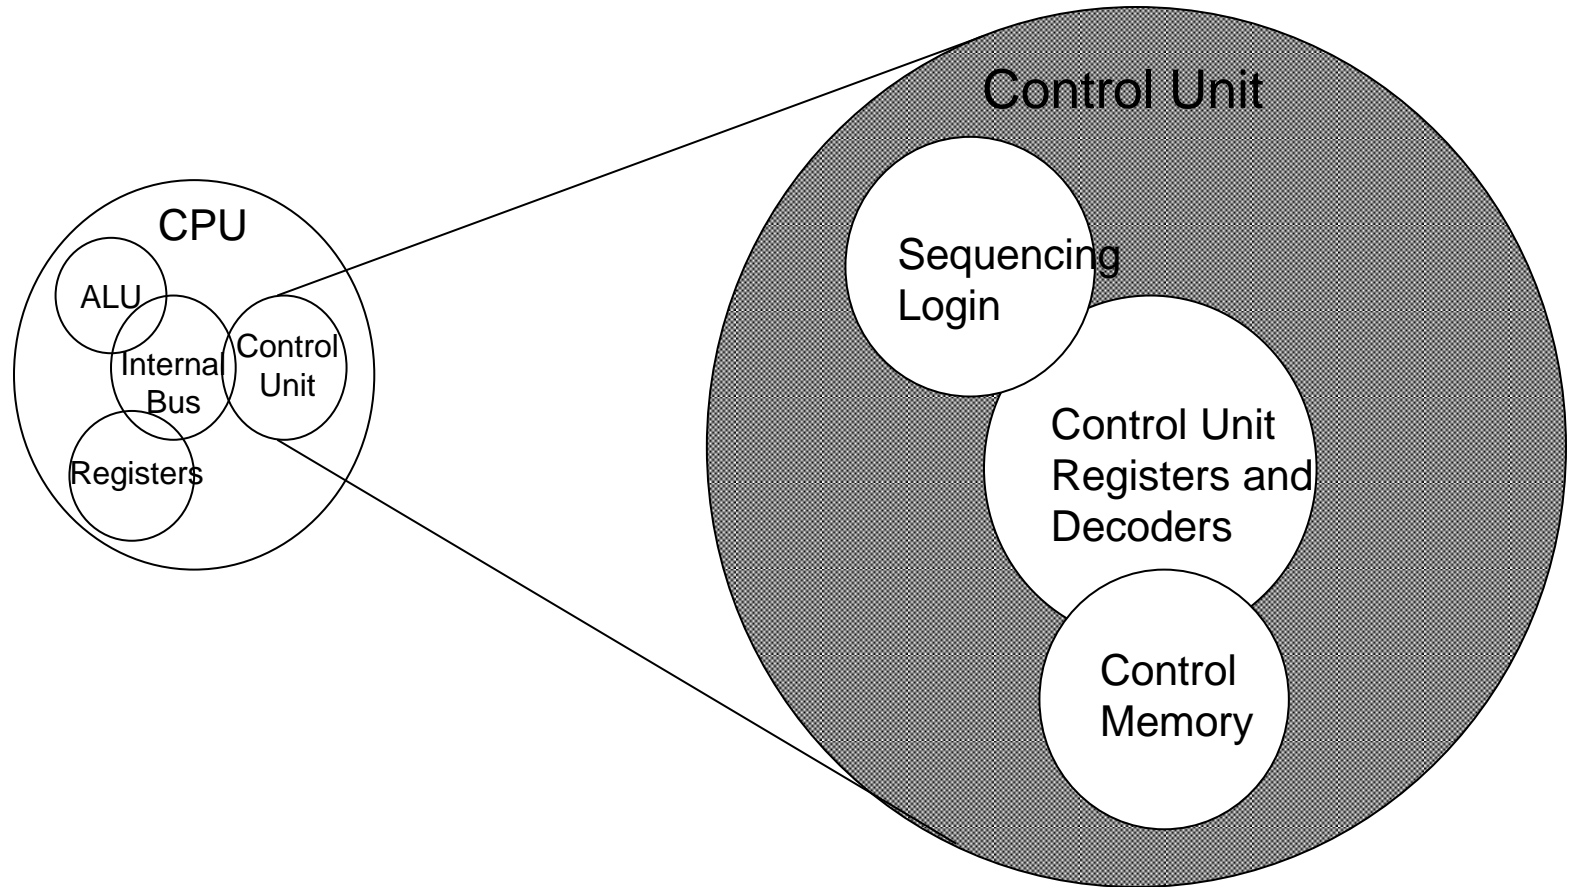 CPU
ALU
Internal
Bus
Control
Unit
Registers
Control Unit
Sequencing
Login
Control Unit
Registers and
Decoders
Control
Memory